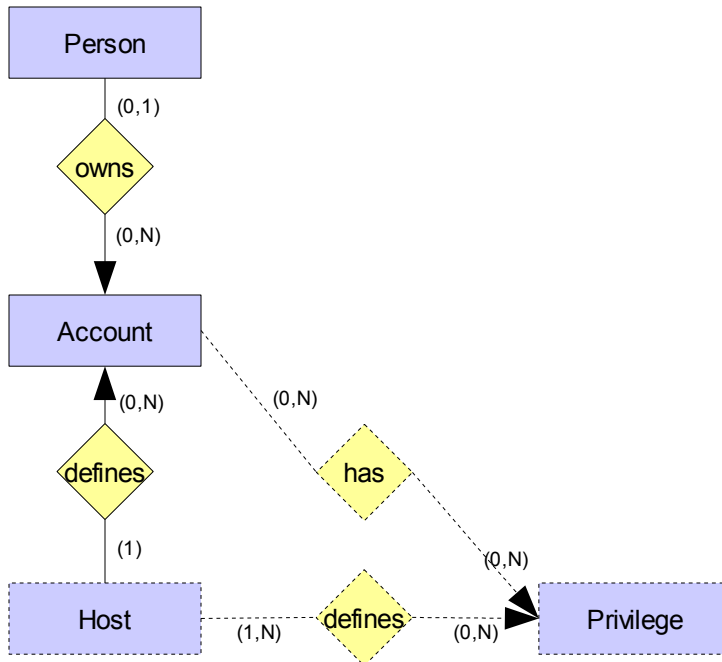 Person
(0,1)
owns
(0,N)
Account
(0,N)
(0,N)
defines
has
(1)
(0,N)
Host
(1,N)
defines
(0,N)
Privilege